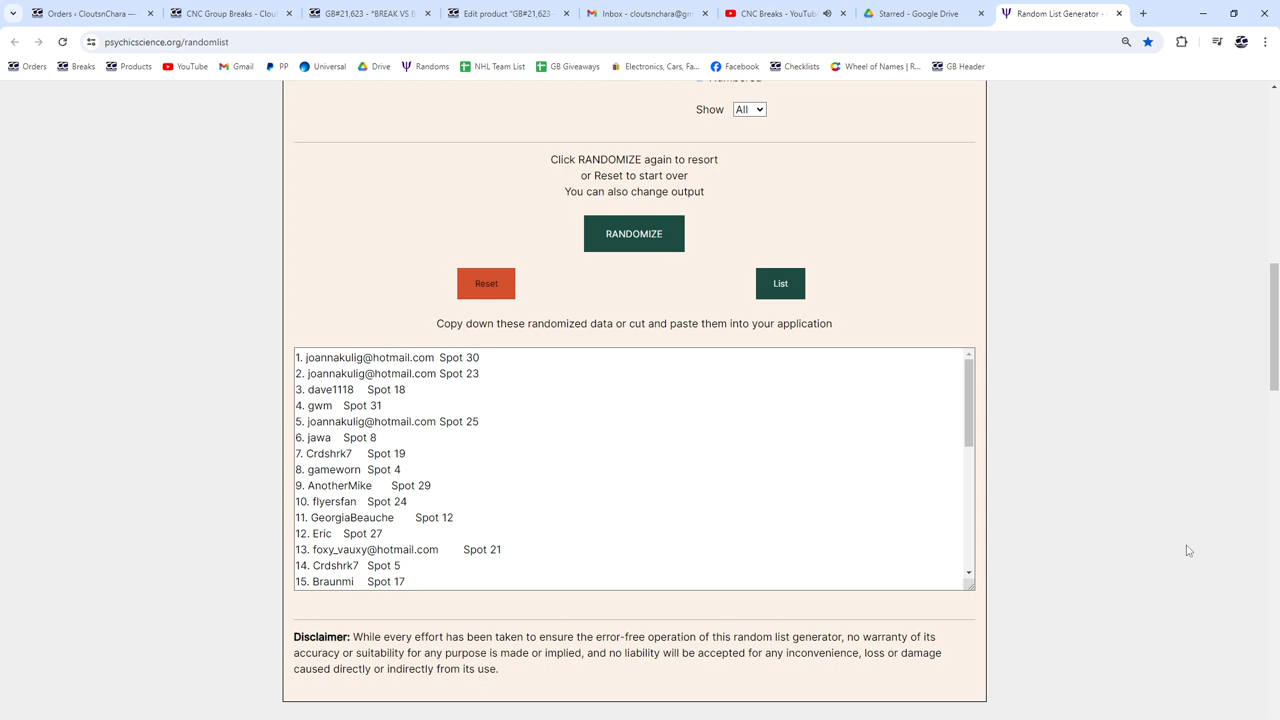 Orders ‹ CloutsnChara —
CNC Group Breaks ‹ Clout
GB#21,623 – *BREAK VS B
Edit product "GB#21,623 –
Inbox - cloutsnchara@gm
CNC Breaks - YouTube
Starred - Google Drive
Random List Generator -
psychicscience.org/randomlist
Orders
Breaks
Products
YouTube
Gmail
PP
Universal
Drive
Randoms
NHL Team List
GB Giveaways
Electronics, Cars, Fa...
Facebook
Checklists
Wheel of Names | R...
GB Header
Numbered
Show All
Click RANDOMIZE again to resort
or Reset to start over
You can also change output
RANDOMIZE
Reset
List
Copy down these randomized data or cut and paste them into your application
1. joannakulig@hotmail.com Spot 30
2. joannakulig@hotmail.com Spot 23
3. dave1118 Spot 18
4. gwm Spot 31
5. joannakulig@hotmail.com Spot 25
6. jawa Spot 8
7. Crdshrk7 Spot 19
8. gameworn Spot 4
9. AnotherMike Spot 29
10. flyersfan Spot 24
11. GeorgiaBeauche Spot 12
12. Eric Spot 27
13. foxy_vauxy@hotmail.com Spot 21
14. Crdshrk7 Spot 5
15. Braunmi Spot 17
Disclaimer: While every effort has been taken to ensure the error-free operation of this random list generator, no warranty of its
accuracy or suitability for any purpose is made or implied, and no liability will be accepted for any inconvenience, loss or damage
caused directly or indirectly from its use.